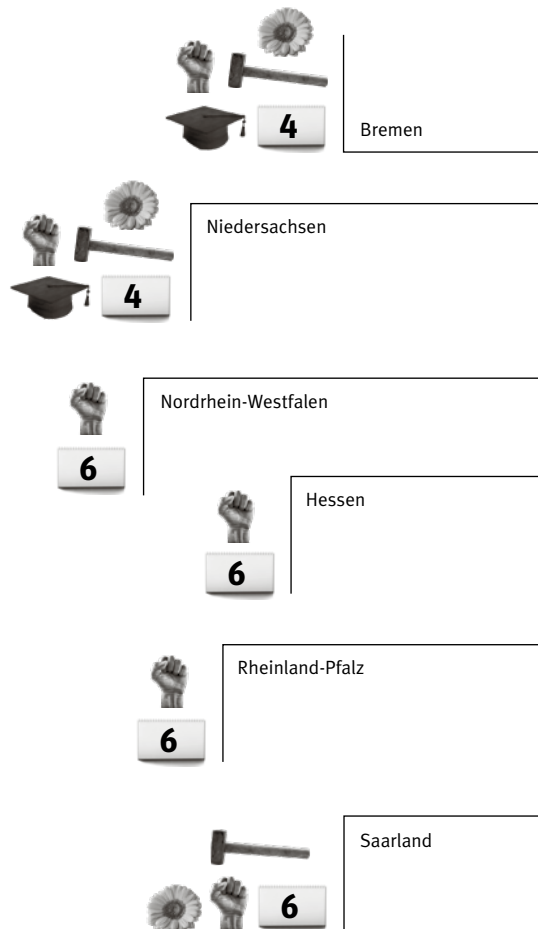 4
Bremen
Niedersachsen
4
Nordrhein-Westfalen
6
Hessen
6
Rheinland-Pfalz
6
Saarland
6